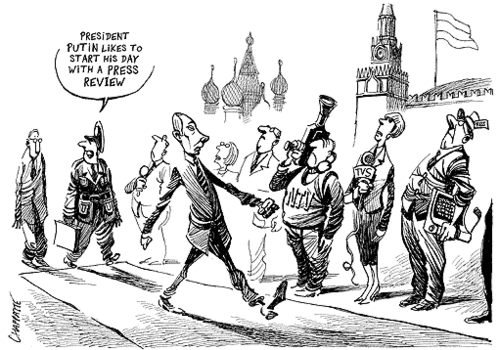 PRESIDENT
PUTIN LIKES TO
START HIS DAY
WITH A PRESS
REVIEW
NTV
TVS
CHAPPATTE